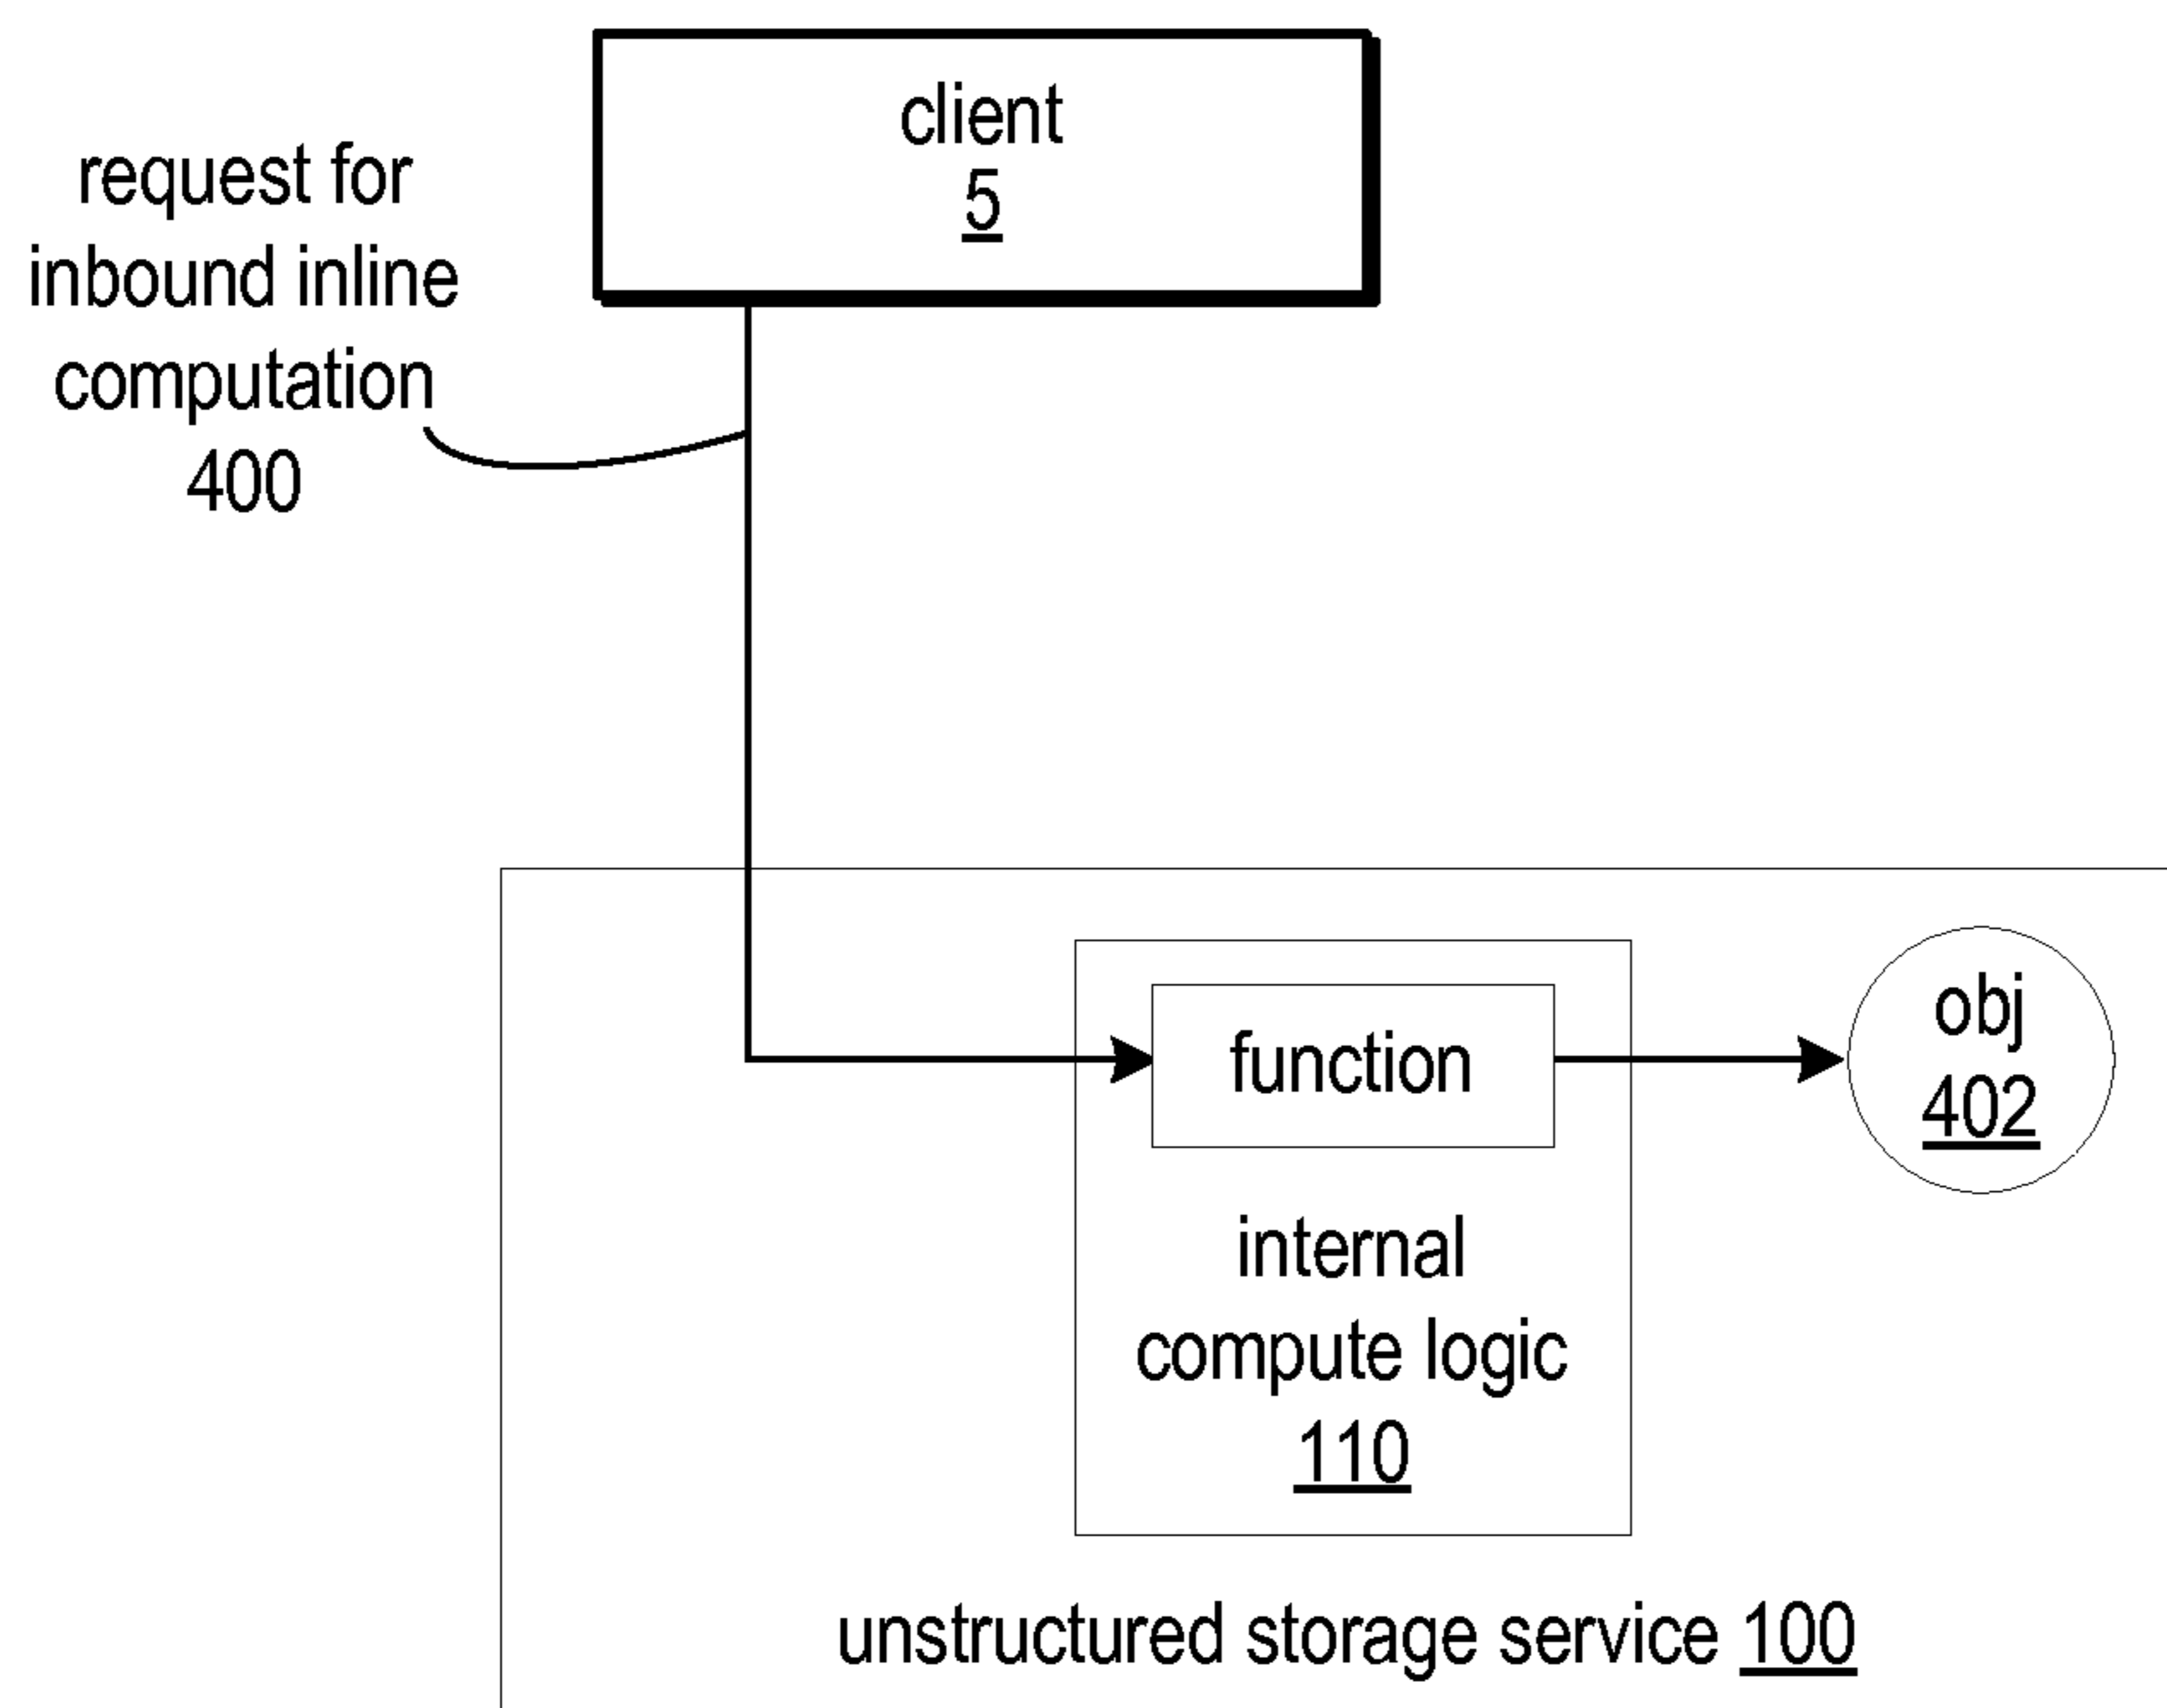 client
5
request for
inbound inline
computation
400
function
obj
402
internal
compute logic
110
unstructured storage service 100